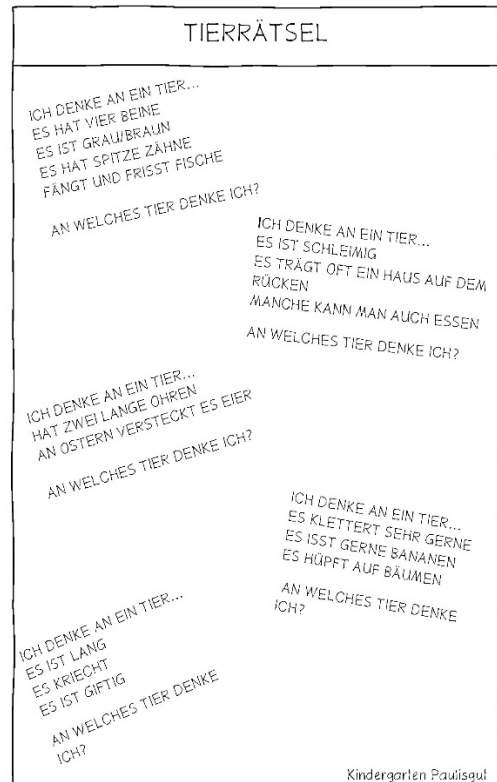 TIERRÄTSEL
ICH DENKE AN EIN TIER...
ES HAT VIER BEINE
ES IST GRAU/BRAUN
ES HAT SPITZE ZÄHNE
FÄNGT UND FRISST FISCHE
AN WELCHES TIER DENKE ICH?
ICH DENKE AN EIN TIER...
ES IST SCHLEIMIG
ES TRÄGT OFT EIN HAUS AUF DEM
RÜCKEN
MANCHE KANN MAN AUCH ESSEN
AN WELCHES TIER DENKE ICH?
ICH DENKE AN EIN TIER...
HAT ZWEI LANGE OHREN
AN OSTERN VERSTECKT ES EIER
AN WELCHES TIER DENKE ICH?
ICH DENKE AN EIN TIER...
ES KLETTERT SEHR GERNE
ES ISST GERNE BANANEN
ES HÜPFT AUF BÄUMEN
AN WELCHES TIER DENKE
ICH?
ICH DENKE AN EIN TIER...
ES IST LANG
ES KRIECHT
ES IST GIFTIG
AN WELCHES TIER DENKE
ICH?
Kindergarten Paulisgut